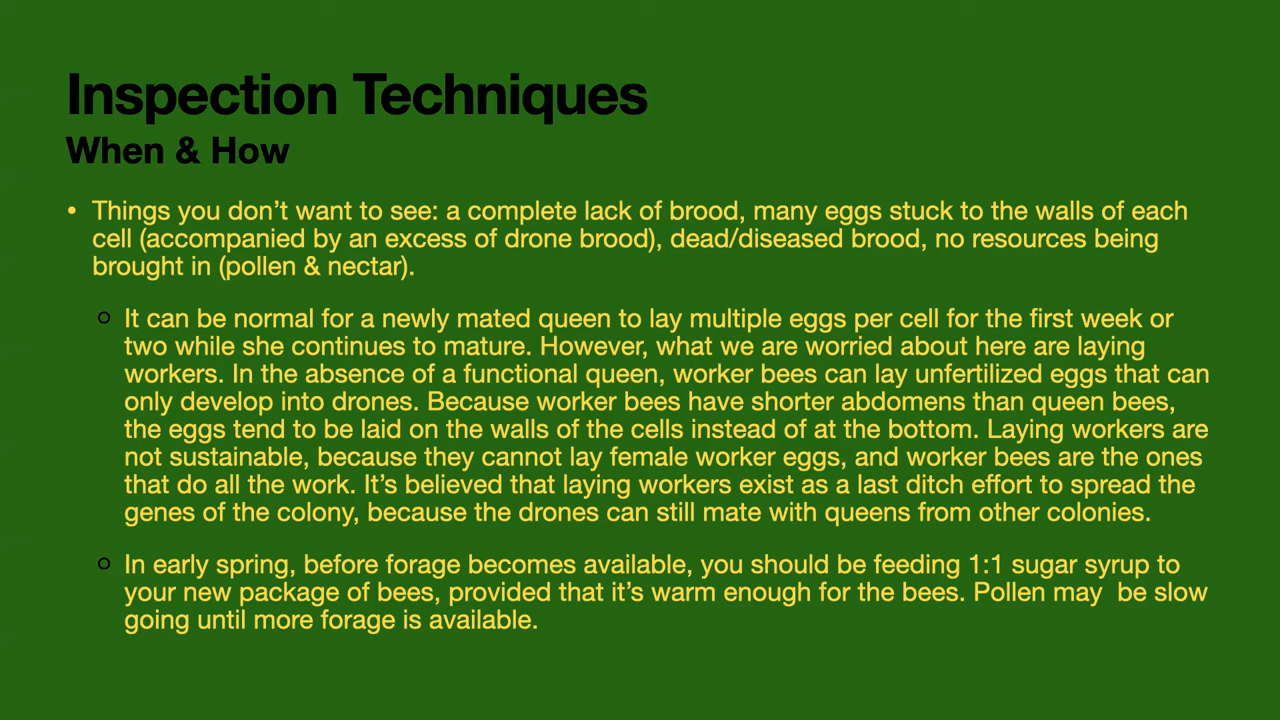 Inspection Techniques
When & How
• Things you don’t want to see: a complete lack of brood, many eggs stuck to the walls of each
cell (accompanied by an excess of drone brood), dead/diseased brood, no resources being
brought in (pollen & nectar).
○ It can be normal for a newly mated queen to lay multiple eggs per cell for the first week or
two while she continues to mature. However, what we are worried about here are laying
workers. In the absence of a functional queen, worker bees can lay unfertilized eggs that can
only develop into drones. Because worker bees have shorter abdomens than queen bees,
the eggs tend to be laid on the walls of the cells instead of at the bottom. Laying workers are
not sustainable, because they cannot lay female worker eggs, and worker bees are the ones
that do all the work. It’s believed that laying workers exist as a last ditch effort to spread the
genes of the colony, because the drones can still mate with queens from other colonies.
○ In early spring, before forage becomes available, you should be feeding 1:1 sugar syrup to
your new package of bees, provided that it’s warm enough for the bees. Pollen may  be slow
going until more forage is available.